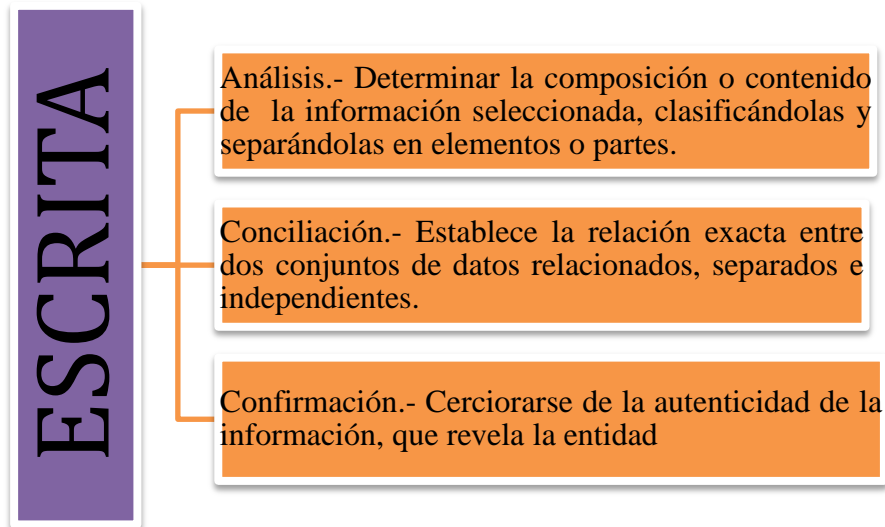 ESCRITA
Análisis.- Determinar la composición o contenido
de la información seleccionada, clasificándolas y
separándolas en elementos o partes.
Conciliación.- Establece la relación exacta entre
dos conjuntos de datos relacionados, separados e
independientes.
Confirmación.- Cerciorarse de la autenticidad de la
información, que revela la entidad